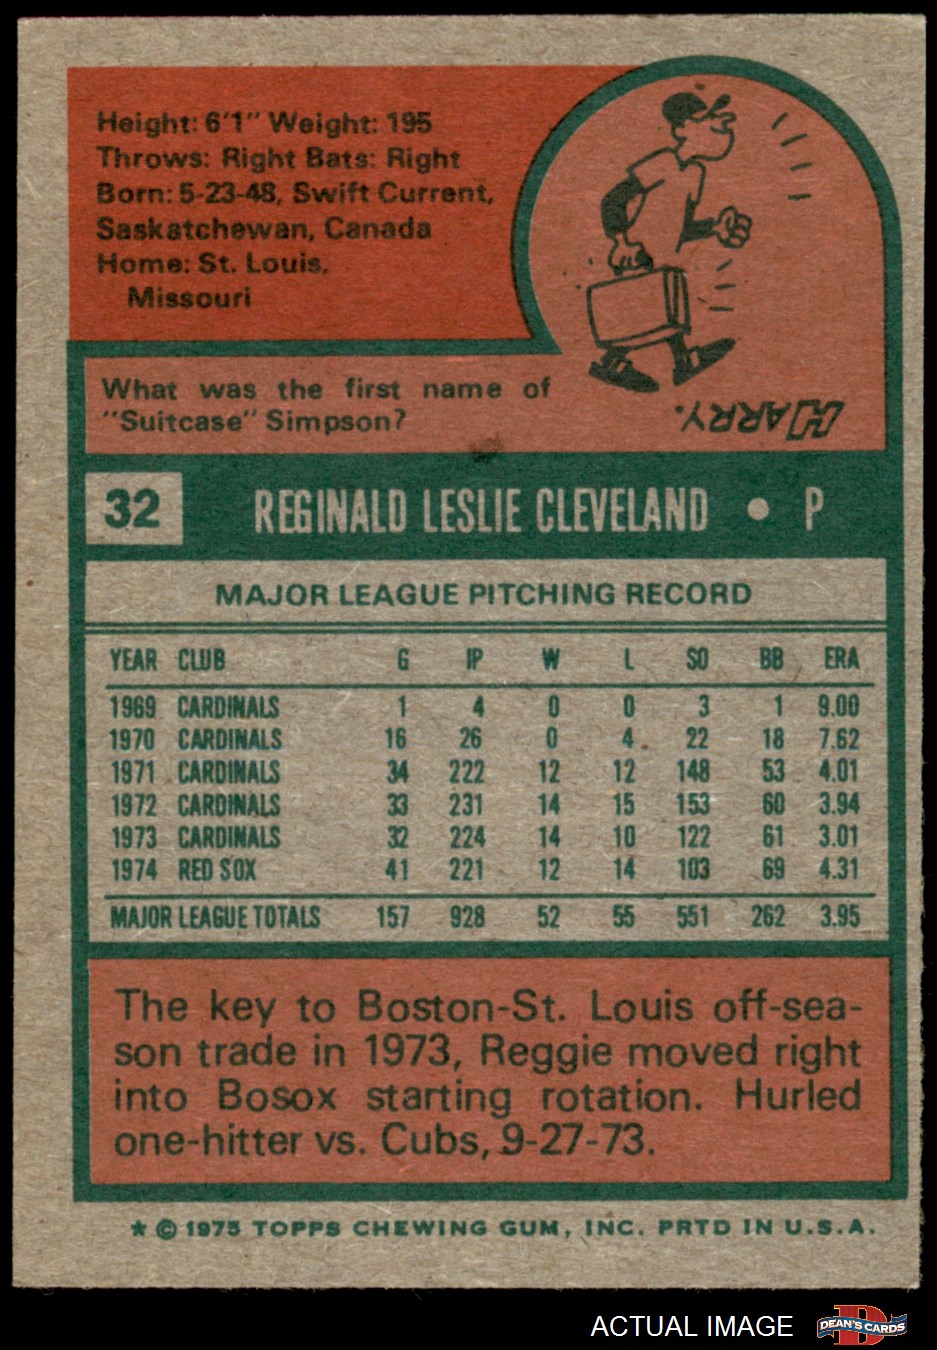 Height: 6'1" Weight: 195
Throws: Right Bats: Right
Born: 5-23-48, Swift Current,
Saskatchewan, Canada
Home: St. Louis,
Missouri
What was the first name of
"Suitcase" Simpson?
HARRY.
32 REGINALD LESLIE CLEVELAND • P
MAJOR LEAGUE PITCHING RECORD
YEAR CLUB G IP W L SO BB ERA
1969 CARDINALS 1 4 0 0 3 1 9.00
1970 CARDINALS 16 26 0 4 22 18 7.62
1971 CARDINALS 34 222 12 12 148 53 4.01
1972 CARDINALS 33 231 14 15 153 60 3.94
1973 CARDINALS 32 224 14 10 122 61 3.01
1974 RED SOX 41 221 12 14 103 69 4.31
MAJOR LEAGUE TOTALS 157 928 52 55 551 262 3.95
The key to Boston-St. Louis off-sea-
son trade in 1973, Reggie moved right
into Bosox starting rotation. Hurled
one-hitter vs. Cubs, 9-27-73.
* © 1975 TOPPS CHEWING GUM, INC. PRTD IN U.S.A.
ACTUAL IMAGE
DEAN'S CARDS